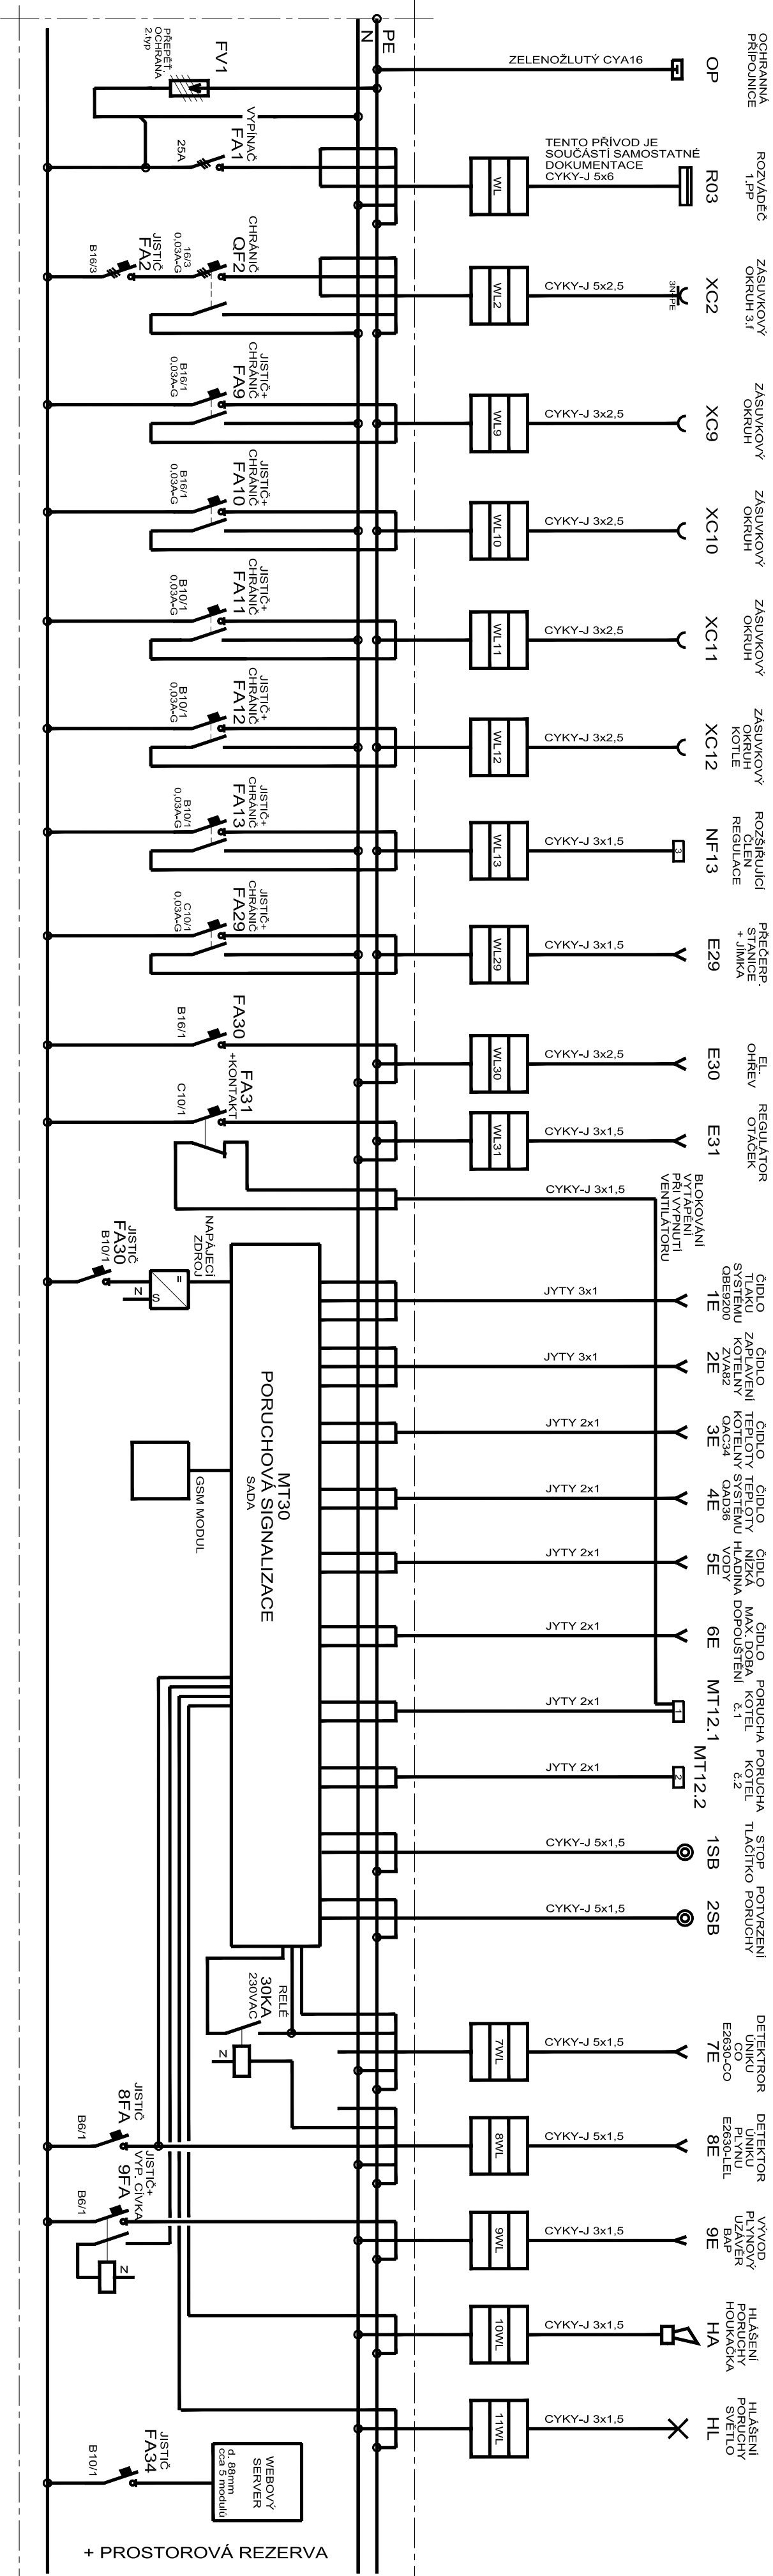 OCHRANNÁ
PŘÍPOJNICE
OP
ZELENOŽLUTÝ CYA16
PE
N
FV1
PŘEPĚŤ.
OCHRANA
2.typ
ROZVÁDĚČ
1.PP
R03
TENTO PŘÍVOD JE
SOUČÁSTÍ SAMOSTATNÉ
DOKUMENTACE
CYKY-J 5x6
WL
VYPÍNAČ
FA1
25A
ZÁSUVKOVÝ
OKRUH 3.f
XC2
3N+PE
CYKY-J 5x2,5
WL2
CHRÁNIČ
QF2
16/3
0,03A-G
JISTIČ
FA2
B16/3
ZÁSUVKOVÝ
OKRUH
XC9
CYKY-J 3x2,5
WL9
JISTIČ+
CHRÁNIČ
FA9
B16/1
0,03A-G
ZÁSUVKOVÝ
OKRUH
XC10
CYKY-J 3x2,5
WL10
JISTIČ+
CHRÁNIČ
FA10
B16/1
0,03A-G
ZÁSUVKOVÝ
OKRUH
XC11
CYKY-J 3x2,5
WL11
JISTIČ+
CHRÁNIČ
FA11
B10/1
0,03A-G
ZÁSUVKOVÝ
OKRUH
KOTLE
XC12
CYKY-J 3x2,5
WL12
JISTIČ+
CHRÁNIČ
FA12
B10/1
0,03A-G
ROZŠIŘUJÍCÍ
ČLEN
REGULACE
NF13
3
CYKY-J 3x1,5
WL13
JISTIČ+
CHRÁNIČ
FA13
B10/1
0,03A-G
PŘEČERP.
STANICE
+ JÍMKA
E29
CYKY-J 3x1,5
WL29
JISTIČ+
CHRÁNIČ
FA29
C10/1
0,03A-G
EL.
OHŘEV
E30
CYKY-J 3x2,5
WL30
FA30
B16/1
REGULÁTOR
OTÁČEK
E31
CYKY-J 3x1,5
WL31
FA31
+KONTAKT
C10/1
BLOKOVÁNÍ
VYTÁPĚNÍ
PŘI VYPNUTÍ
VENTILÁTORU
CYKY-J 3x1,5
NAPÁJECÍ
ZDROJ
=
S
N
JISTIČ
FA30
B10/1
ČIDLO
TLAKU
SYSTÉMU
QBE9200
1E
JYTY 3x1
ČIDLO
ZAPLAVENÍ
KOTELNY
ZVA82
2E
JYTY 3x1
ČIDLO
TEPLOTY
KOTELNY
QAC34
3E
JYTY 2x1
ČIDLO
TEPLOTY
SYSTÉMU
QAD36
4E
JYTY 2x1
ČIDLO
NÍZKÁ
HLADINA
VODY
5E
JYTY 2x1
ČIDLO
MAX. DOBA
DOPOUŠTĚNÍ
6E
JYTY 2x1
PORUCHA
KOTEL
č.1
MT12.1
1
JYTY 2x1
PORUCHA
KOTEL
č.2
MT12.2
2
JYTY 2x1
STOP
TLAČÍTKO
1SB
CYKY-J 5x1,5
POTVRZENÍ
PORUCHY
2SB
CYKY-J 5x1,5
MT30
PORUCHOVÁ SIGNALIZACE
SADA
GSM MODUL
DETEKTROR
ÚNIKU
CO
E2630-CO
7E
CYKY-J 5x1,5
7WL
RELÉ
30KA
230VAC
N
DETEKTOR
ÚNIKU
PLYNU
E2630-LEL
8E
CYKY-J 5x1,5
8WL
JISTIČ
8FA
B6/1
VÝVOD
PLYNOVÝ
UZÁVĚR
BAP
9E
CYKY-J 3x1,5
9WL
JISTIČ+
VYP. CÍVKA
9FA
B6/1
N
HLÁŠENÍ
PORUCHY
HOUKAČKA
HA
CYKY-J 3x1,5
10WL
HLÁŠENÍ
PORUCHY
SVĚTLO
HL
CYKY-J 3x1,5
11WL
WEBOVÝ
SERVER
d. 88mm
cca 5 modulů
JISTIČ
FA34
B10/1
+ PROSTOROVÁ REZERVA